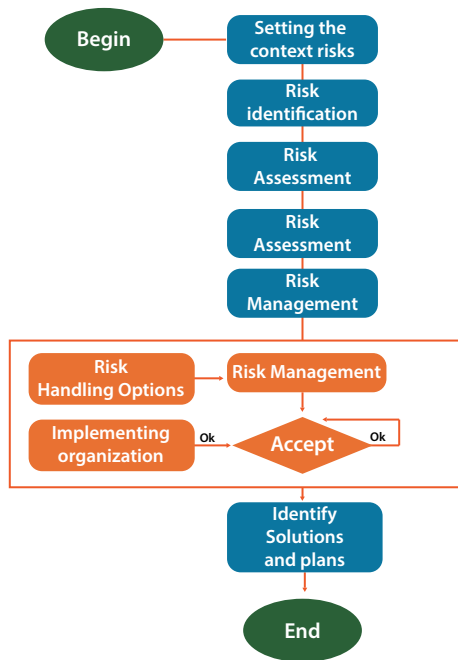 Begin
Setting the
context risks
Risk
identification
Risk
Assessment
Risk
Assessment
Risk
Management
Risk
Handling Options
Risk Management
Implementing
organization
Ok
Accept
Ok
Identify
Solutions
and plans
End